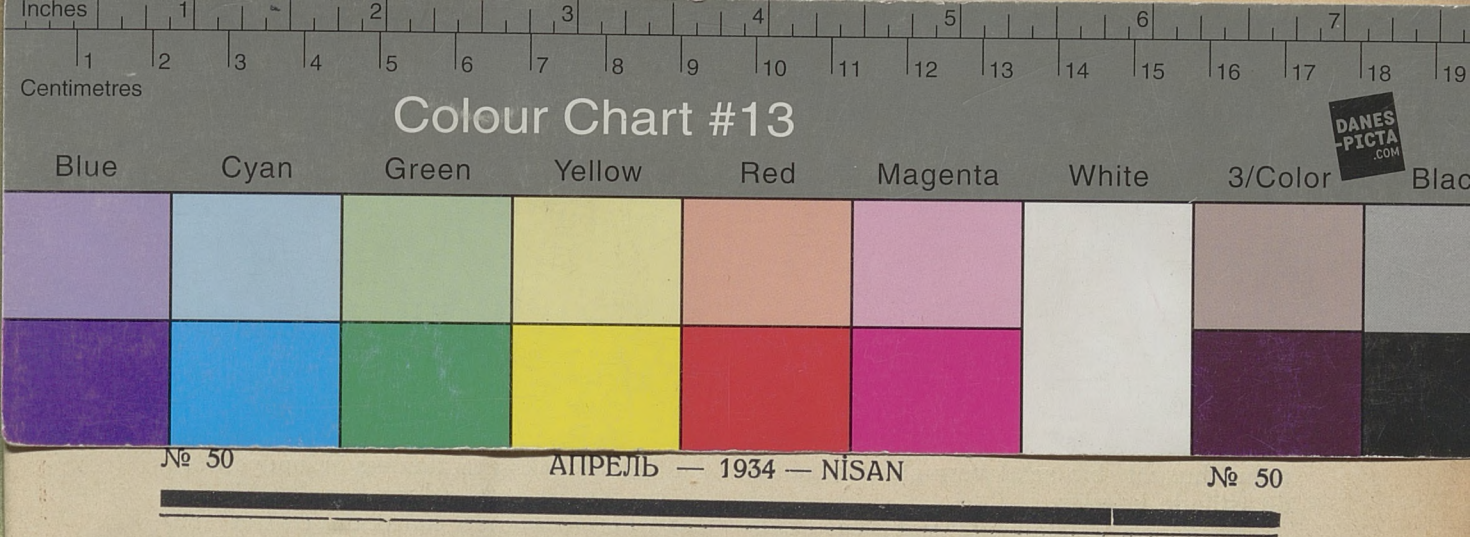 Inches 1 2 3 4 5 6 7
1 2 3 4 5 6 7 8 9 10 11 12 13 14 15 16 17 18 19
Centimetres
Colour Chart #13
DANES
-PICTA
.COM
Blue Cyan Green Yellow Red Magenta White 3/Color Blac
№ 50 АПРЕЛЬ — 1934 — NİSAN № 50